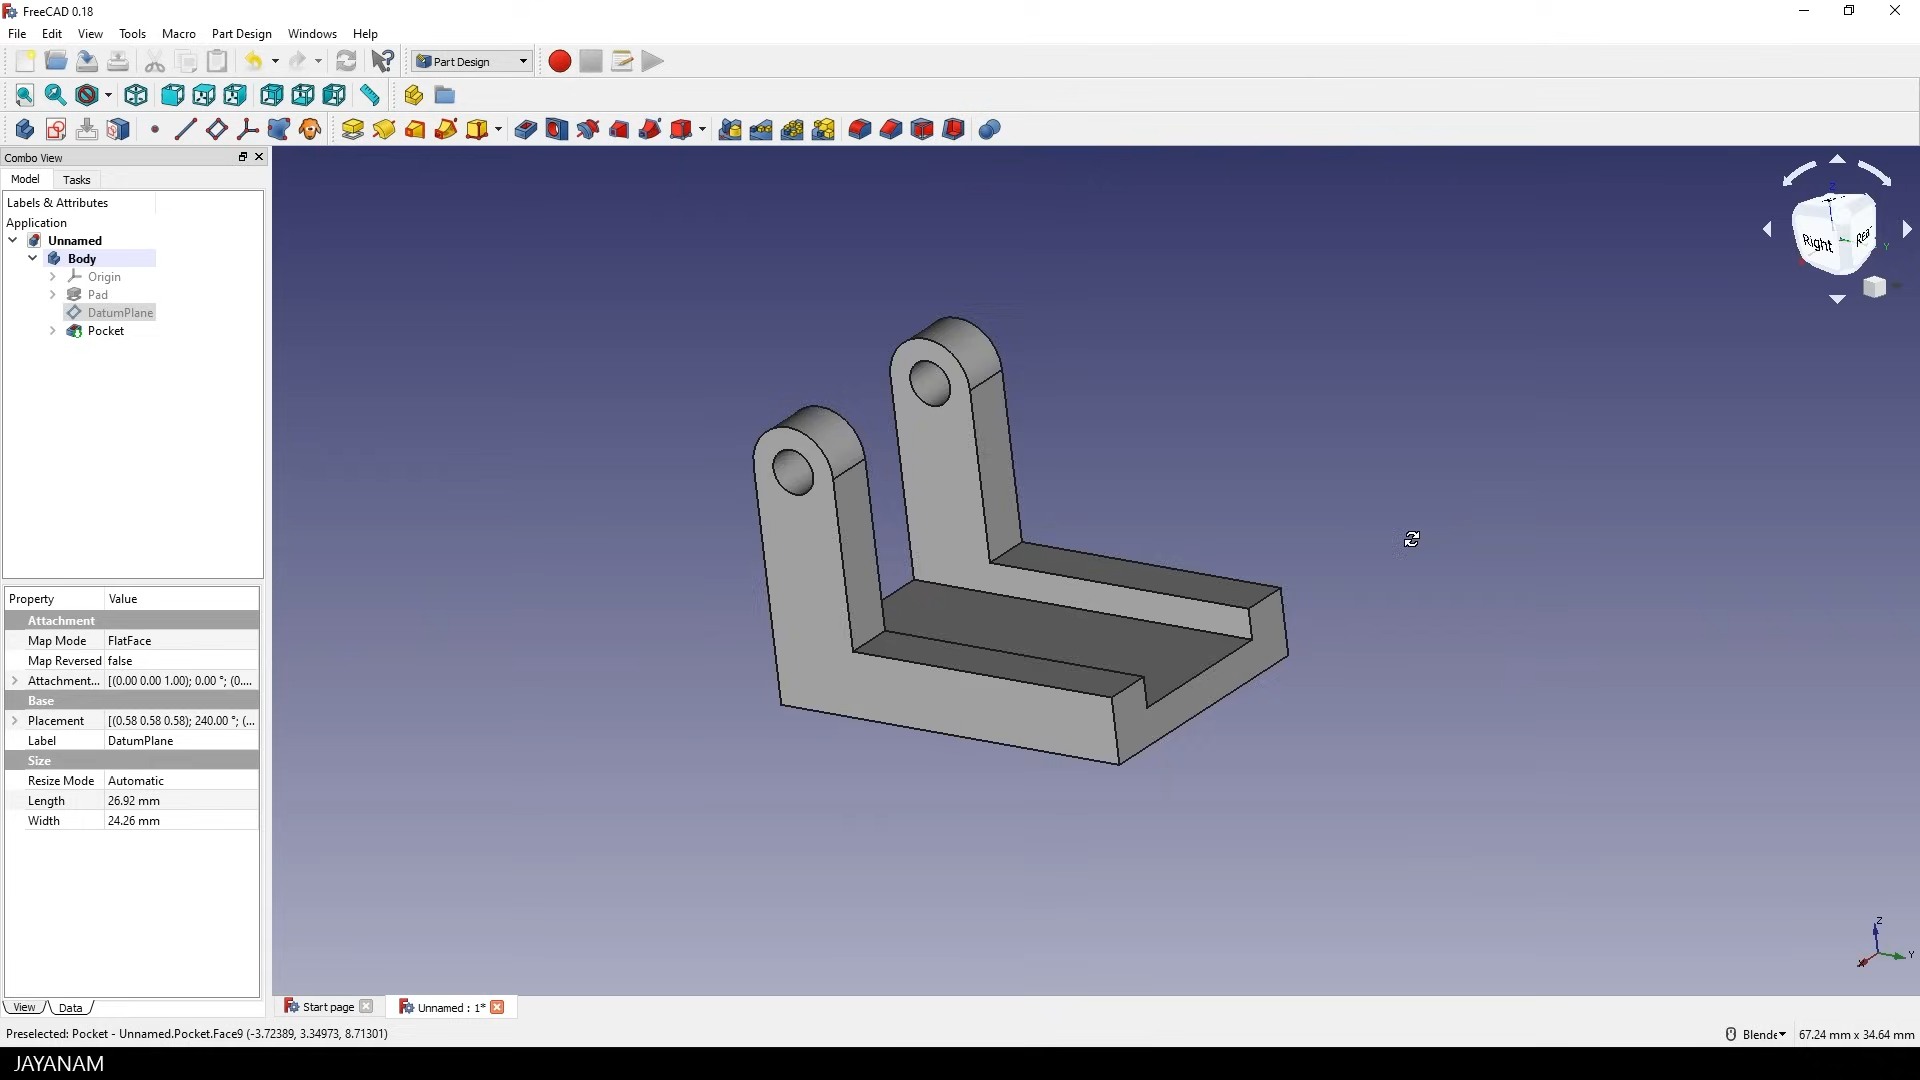 FreeCAD 0.18
File Edit View Tools Macro Part Design Windows Help
Part Design
Combo View
Model Tasks
Labels & Attributes
Application
Unnamed
Body
Origin
Pad
DatumPlane
Pocket
Property Value
Attachment
Map Mode FlatFace
Map Reversed false
Attachment... [(0.00 0.00 1.00); 0.00 °; (0....
Base
Placement [(0.58 0.58 0.58); 240.00 °; (...
Label DatumPlane
Size
Resize Mode Automatic
Length 26.92 mm
Width 24.26 mm
View Data
Right
Z
Y
Z
Y
X
Start page
Unnamed : 1*
Preselected: Pocket - Unnamed.Pocket.Face9 (-3.72389, 3.34973, 8.71301)
Blende
67.24 mm x 34.64 mm
JAYANAM